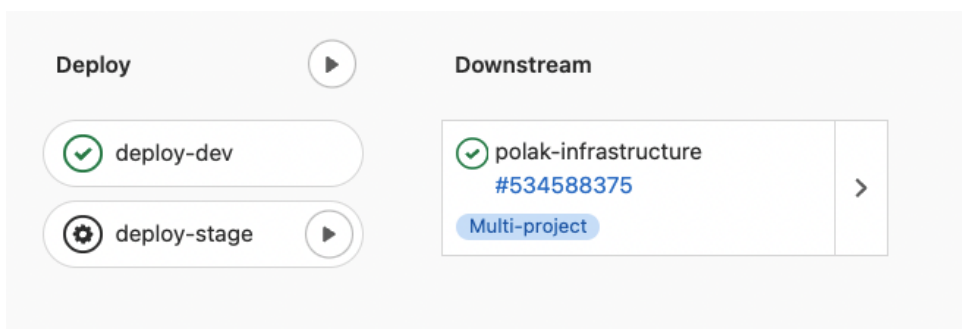 Deploy
deploy-dev
deploy-stage
Downstream
polak-infrastructure
#534588375
Multi-project